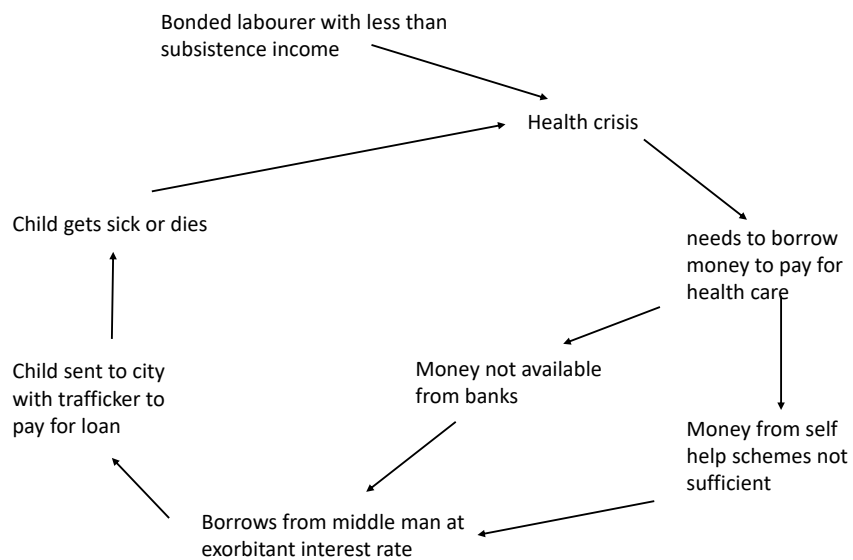 Bonded labourer with less than
subsistence income
Health crisis
Child gets sick or dies
needs to borrow
money to pay for
health care
Money not available
from banks
Child sent to city
with trafficker to
pay for loan
Money from self
help schemes not
sufficient
Borrows from middle man at
exorbitant interest rate